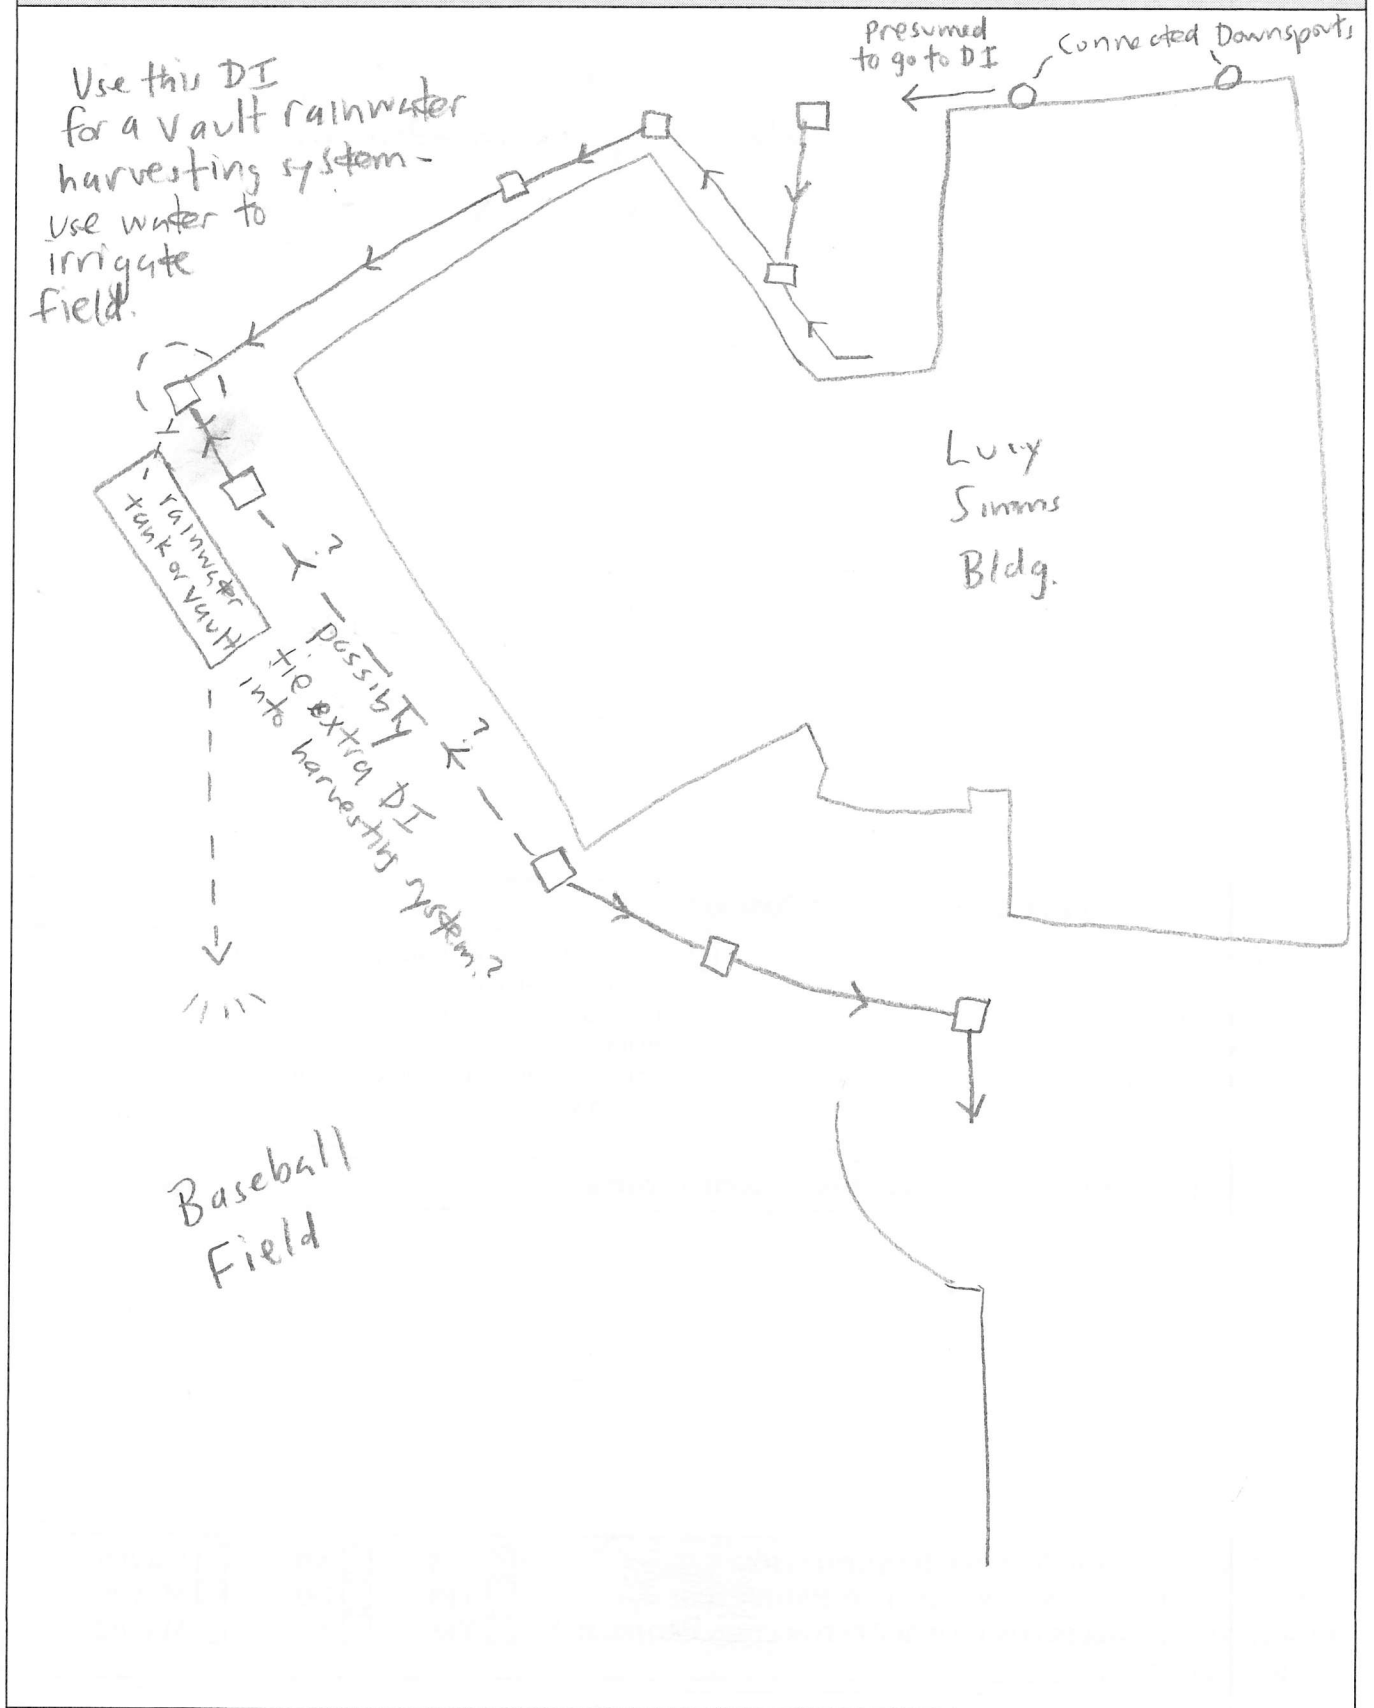 presumed
to go to DI
Connected Downspouts
Use this DI
for a vault rainwater
harvesting system-
use water to
irrigate
field.
Lucy
Simms
Bldg.
rainwater
tank or vault
?
possibly
tie extra DI
into harvesting system?
?
Baseball
Field